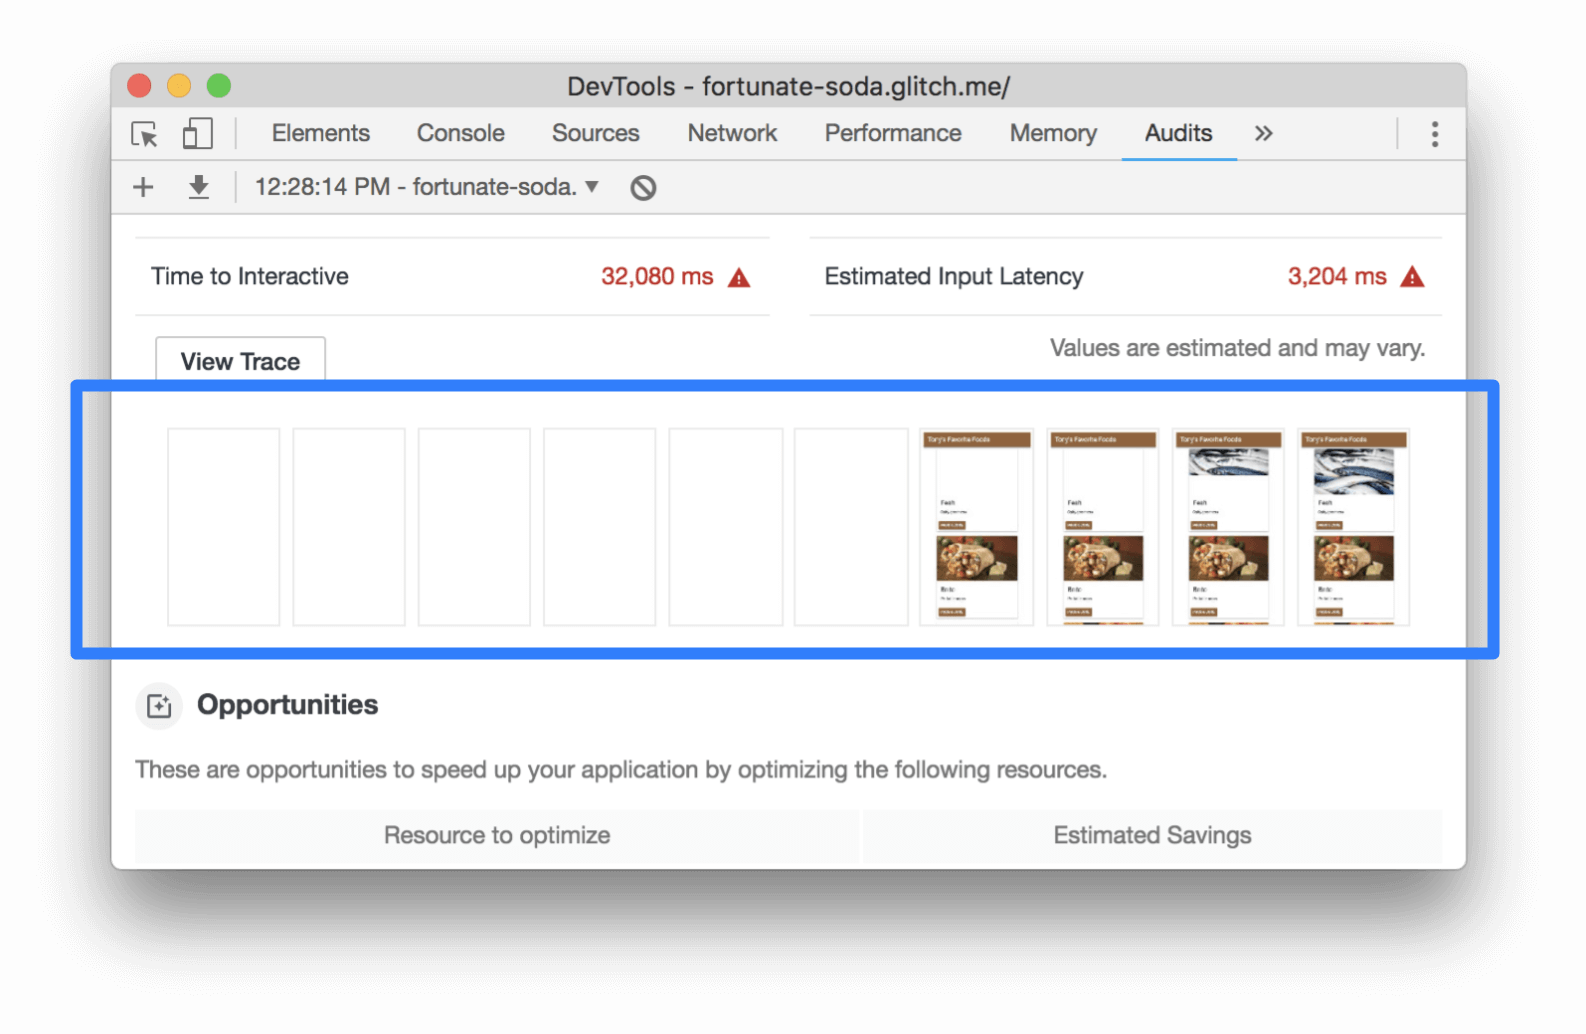 DevTools - fortunate-soda.glitch.me/
Elements Console Sources Network Performance Memory Audits »
12:28:14 PM - fortunate-soda. ▼
Time to Interactive 32,080 ms
Estimated Input Latency 3,204 ms
View Trace
Values are estimated and may vary.
Tory's Favorite Foods
Tory's Favorite Foods
Tory's Favorite Foods
Tory's Favorite Foods
Opportunities
These are opportunities to speed up your application by optimizing the following resources.
Resource to optimize Estimated Savings